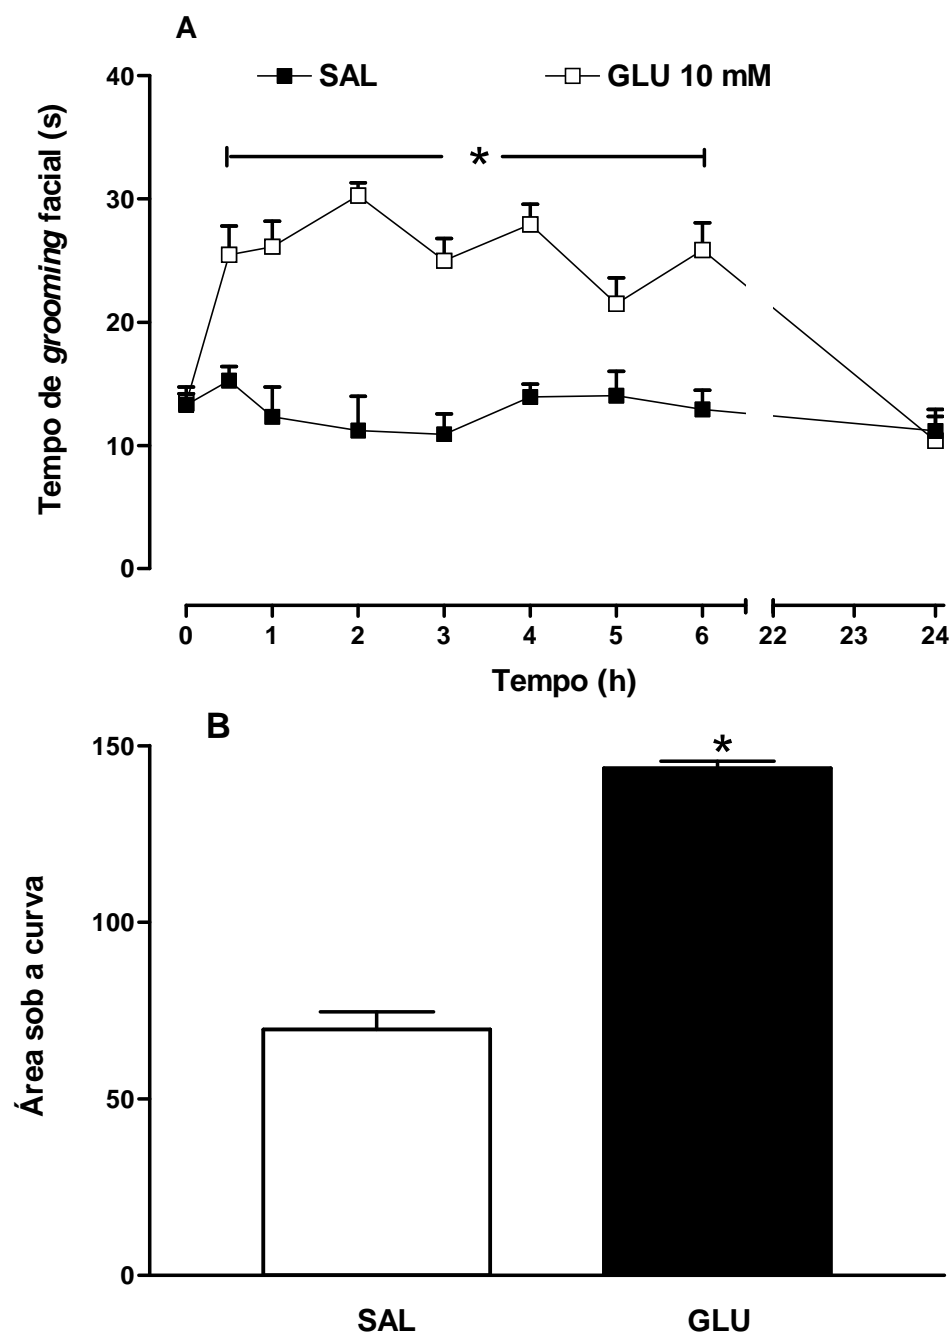 A
SAL
GLU 10 mM
Tempo de grooming facial (s)
40
*
30
20
10
0
0 1 2 3 4 5 6 22 23 24
Tempo (h)
B
Área sob a curva
150
*
100
50
0
SAL GLU